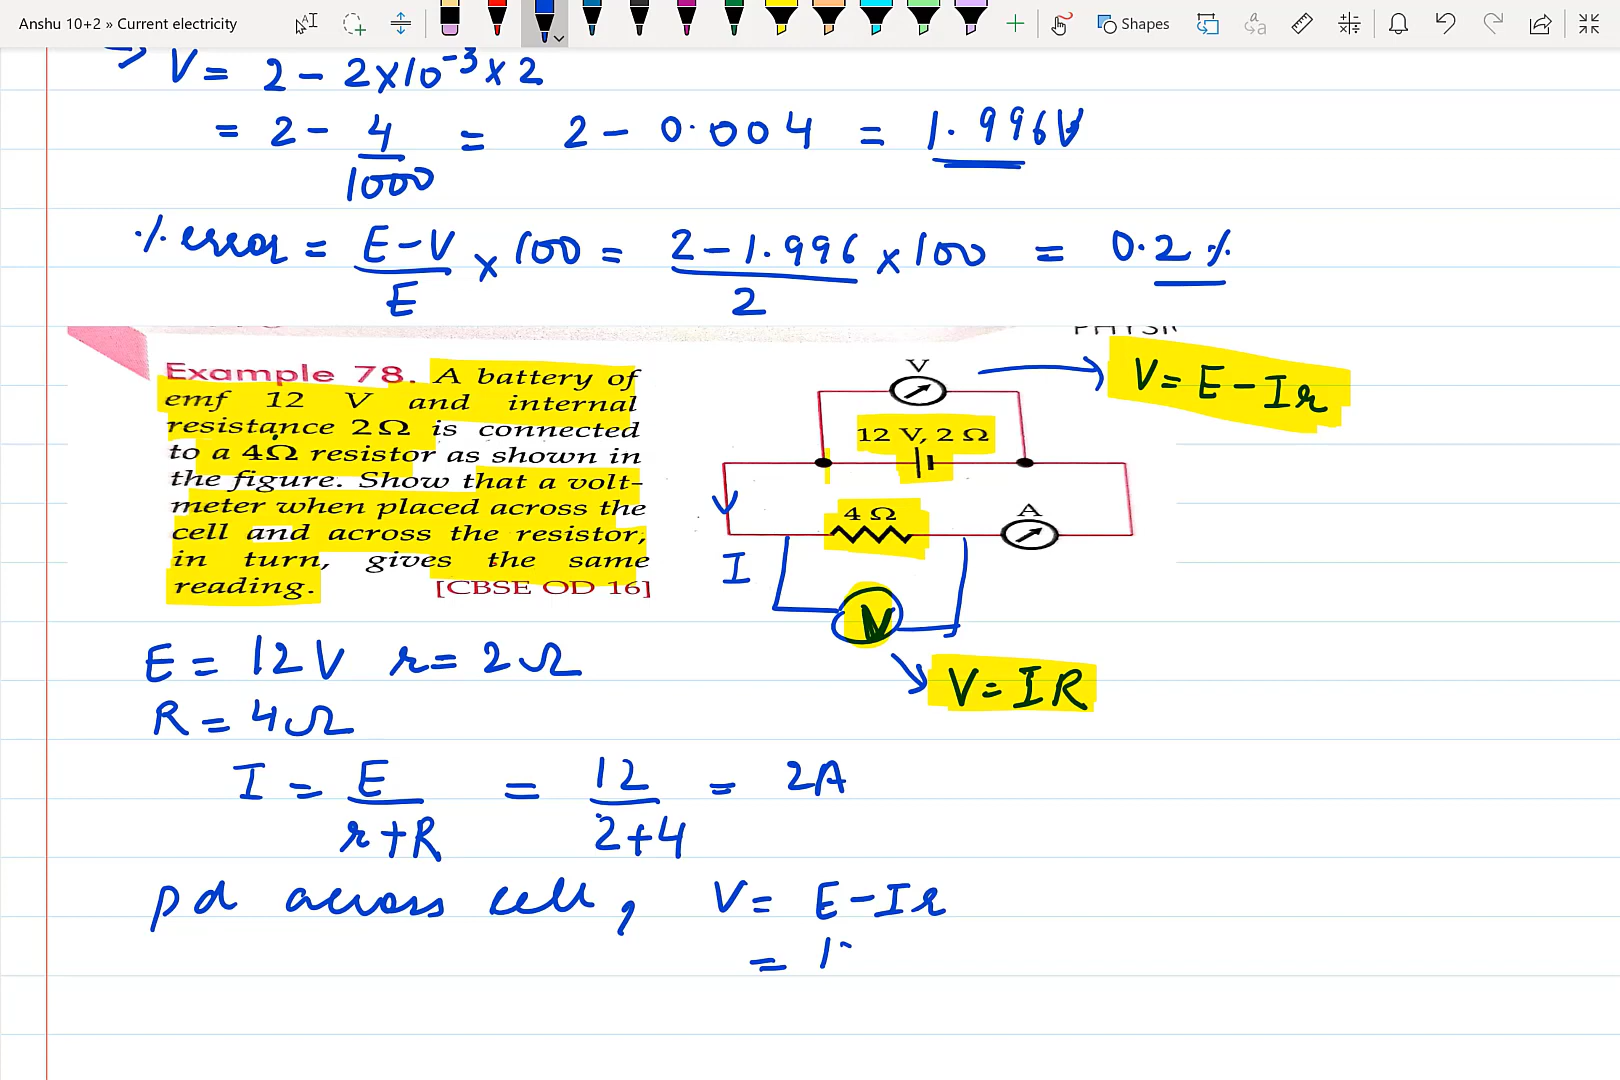 Anshu 10+2 » Current electricity
Shapes
V = 2 - 2×10⁻³×2
= 2 - 4/1000 = 2 - 0.004 = 1.996V
% error = E-V/E × 100 = 2-1.996/2 × 100 = 0.2 %
Example 78. A battery of
emf 12 V and internal
resistance 2Ω is connected
to a 4Ω resistor as shown in
the figure. Show that a volt-
meter when placed across the
cell and across the resistor,
in turn, gives the same
reading. [CBSE OD 16]
V
V = E - Ir
12 V, 2 Ω
4 Ω
A
I
V
V = IR
E = 12V r = 2Ω
R = 4Ω
I = E/r+R = 12/2+4 = 2A
pd across cell, V = E - Ir
= 1